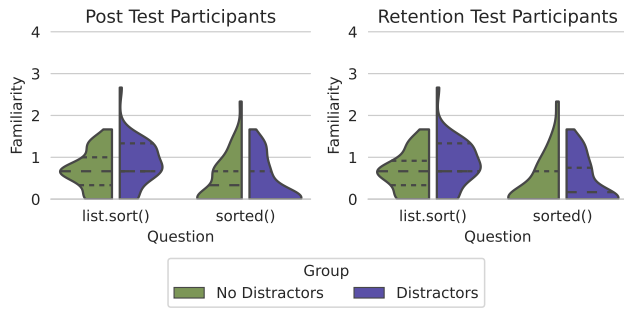 Post Test Participants
4
3
2
1
0
Familiarity
list.sort()
sorted()
Question
Retention Test Participants
4
3
2
1
0
Familiarity
list.sort()
sorted()
Question
Group
No Distractors
Distractors